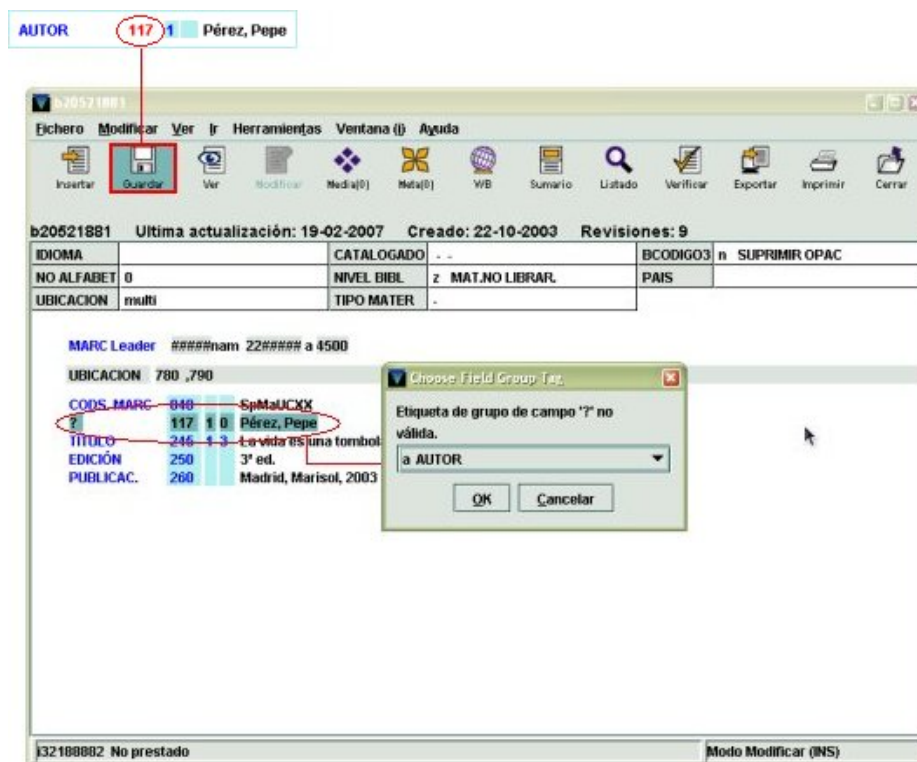 AUTOR 117 1 Pérez, Pepe
b20521881
Fichero Modificar Ver Ir Herramientas Ventana (j) Ayuda
Insertar Guardar Ver Modificar Media(0) Meta(0) WB Sumario Listado Verificar Exportar Imprimir Cerrar
b20521881 Ultima actualización: 19-02-2007 Creado: 22-10-2003 Revisiones: 9
IDIOMA CATALOGADO - - BCODIGO3 n SUPRIMIR OPAC
NO ALFABET 0 NIVEL BIBL z MAT.NO LIBRAR. PAIS
UBICACION multi TIPO MATER -
MARC Leader #####nam 22##### a 4500
UBICACION 780 ,790
CODS. MARC 040 SpMaUCXX
? 117 1 0 Pérez, Pepe
TITULO 245 1 3 La vida es una tombol
EDICIÓN 250 3ª ed.
PUBLICAC. 260 Madrid, Marisol, 2003
Choose Field Group Tag
Etiqueta de grupo de campo '?' no
válida.
a AUTOR
OK Cancelar
i32188882 No prestado Modo Modificar (INS)